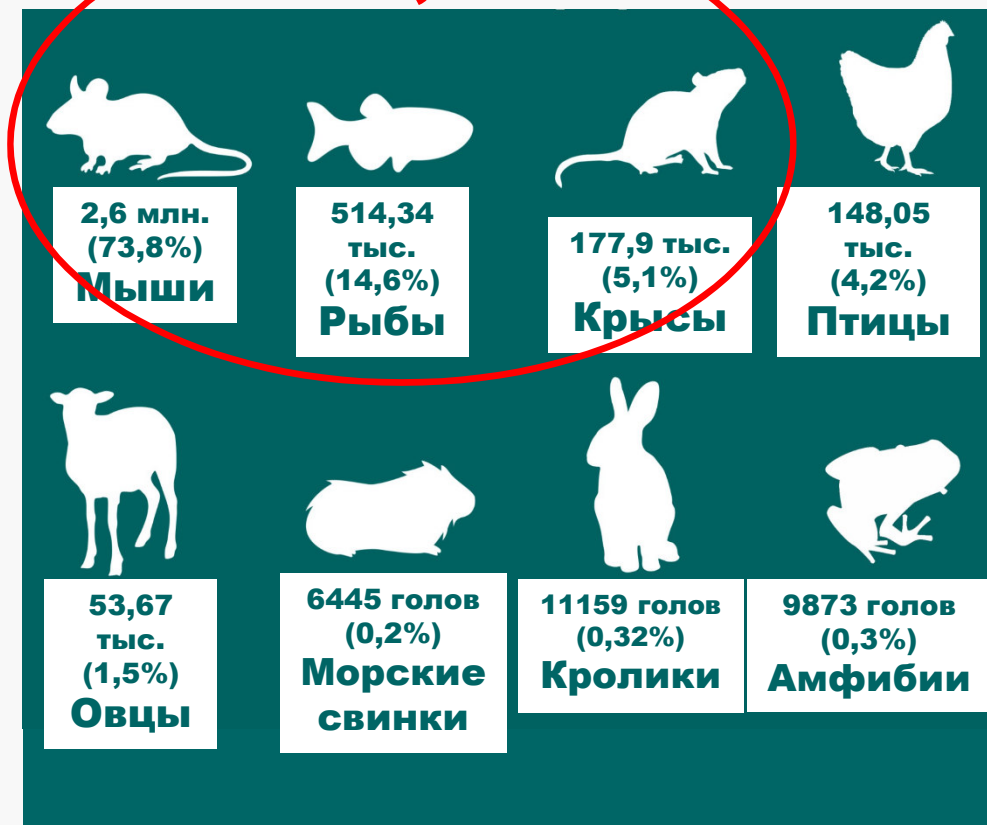 2,6 млн.
(73,8%)
Мыши
514,34
тыс.
(14,6%)
Рыбы
177,9 тыс.
(5,1%)
Крысы
148,05
тыс.
(4,2%)
Птицы
53,67
тыс.
(1,5%)
Овцы
6445 голов
(0,2%)
Морские
свинки
11159 голов
(0,32%)
Кролики
9873 голов
(0,3%)
Амфибии